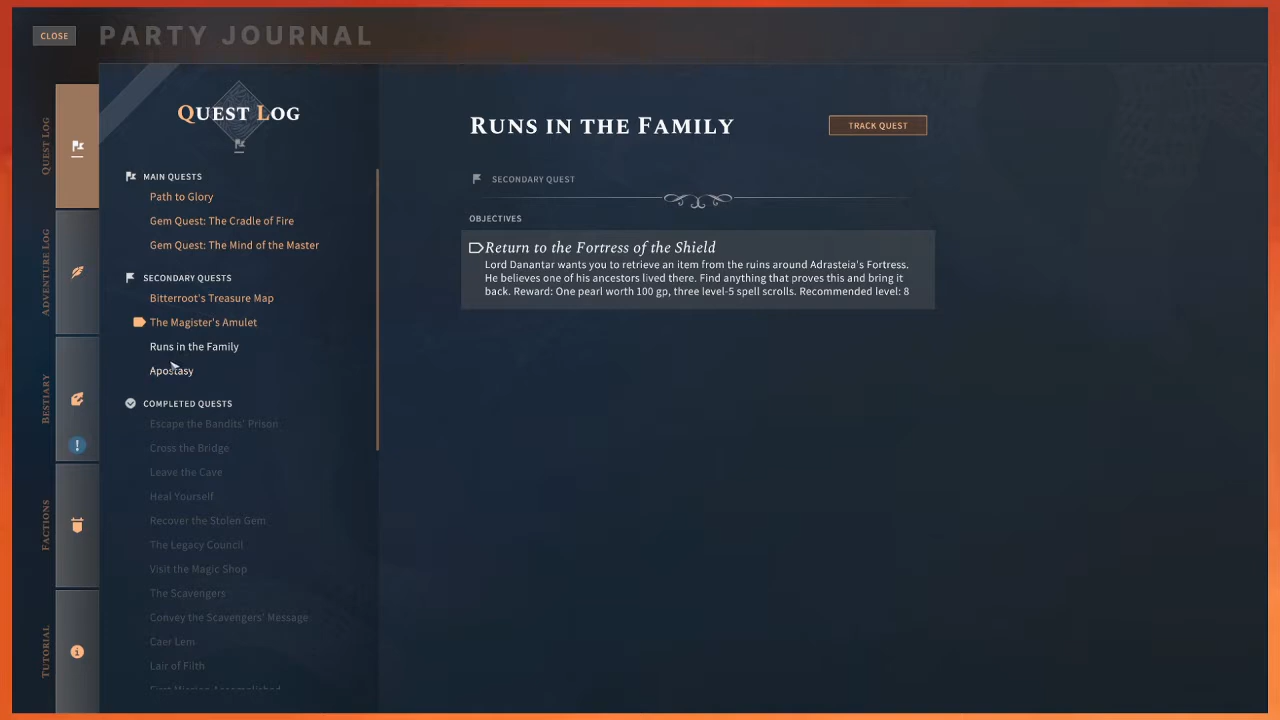 CLOSE
PARTY JOURNAL
QUEST LOG
ADVENTURE LOG
BESTIARY
!
FACTIONS
TUTORIAL
QUEST LOG
MAIN QUESTS
Path to Glory
Gem Quest: The Cradle of Fire
Gem Quest: The Mind of the Master
SECONDARY QUESTS
Bitterroot's Treasure Map
The Magister's Amulet
Runs in the Family
Apostasy
COMPLETED QUESTS
Escape the Bandits' Prison
Cross the Bridge
Leave the Cave
Heal Yourself
Recover the Stolen Gem
The Legacy Council
Visit the Magic Shop
The Scavengers
Convey the Scavengers' Message
Caer Lem
Lair of Filth
First Mission Accomplished
RUNS IN THE FAMILY
TRACK QUEST
SECONDARY QUEST
OBJECTIVES
Return to the Fortress of the Shield
Lord Danantar wants you to retrieve an item from the ruins around Adrasteia's Fortress.
He believes one of his ancestors lived there. Find anything that proves this and bring it
back. Reward: One pearl worth 100 gp, three level-5 spell scrolls. Recommended level: 8